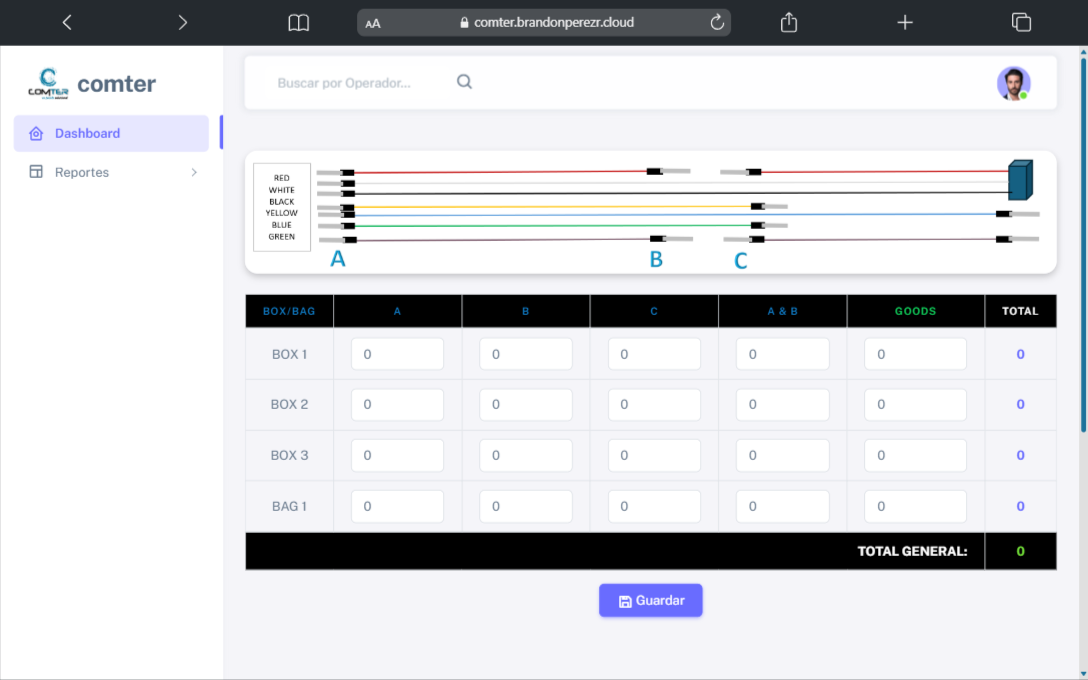 AA
comter.brandonperezr.cloud
COMTER
comter
Buscar por Operador...
Dashboard
Reportes
RED
WHITE
BLACK
YELLOW
BLUE
GREEN
A
B
C
BOX/BAG A B C A & B GOODS TOTAL
BOX 1 0 0 0 0 0 0
BOX 2 0 0 0 0 0 0
BOX 3 0 0 0 0 0 0
BAG 1 0 0 0 0 0 0
TOTAL GENERAL: 0
Guardar